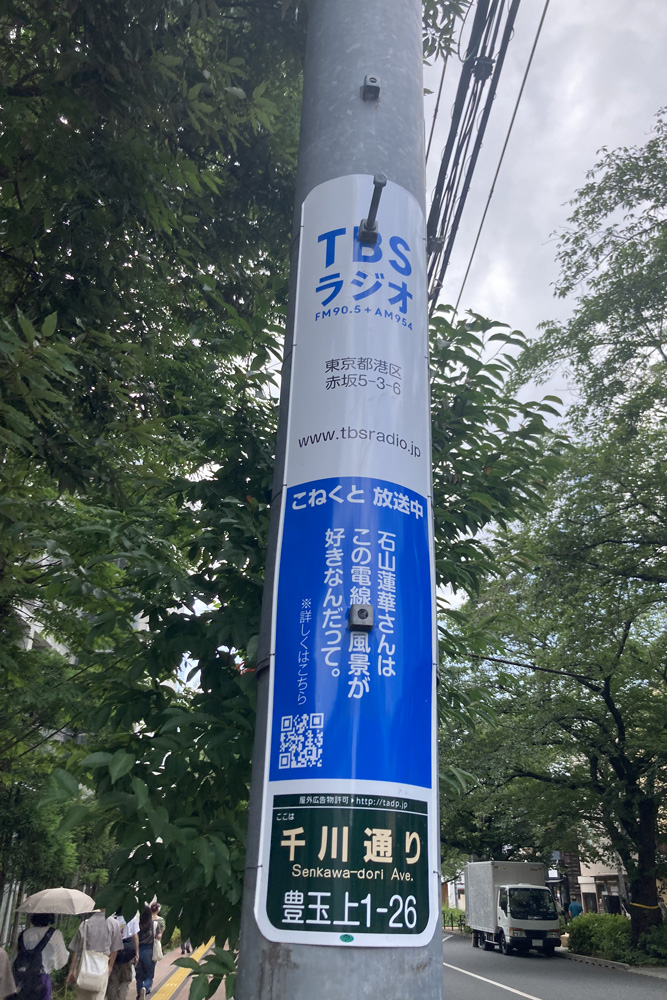 TBS
ラジオ
FM90.5+AM954
東京都港区
赤坂5-3-6
www.tbsradio.jp
こねくと 放送中
石山蓮華さんは
この電線 風景が
好きなんだって。
※詳しくはこちら
屋外広告物許可▶http://tadp.jp
ここは
千川通り
Senkawa-dori Ave.
豊玉上1-26